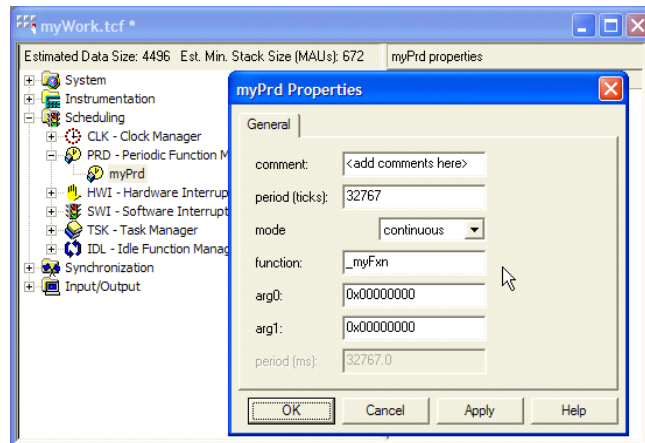 myWork.tcf *
Estimated Data Size: 4496 Est. Min. Stack Size (MAUs): 672
myPrd properties
System
Instrumentation
Scheduling
CLK - Clock Manager
PRD - Periodic Function M
myPrd
HWI - Hardware Interrup
SWI - Software Interrupt
TSK - Task Manager
IDL - Idle Function Manag
Synchronization
Input/Output
myPrd Properties
General
comment: <add comments here>
period (ticks): 32767
mode continuous
function: _myFxn
arg0: 0x00000000
arg1: 0x00000000
period (ms): 32767.0
OK Cancel Apply Help